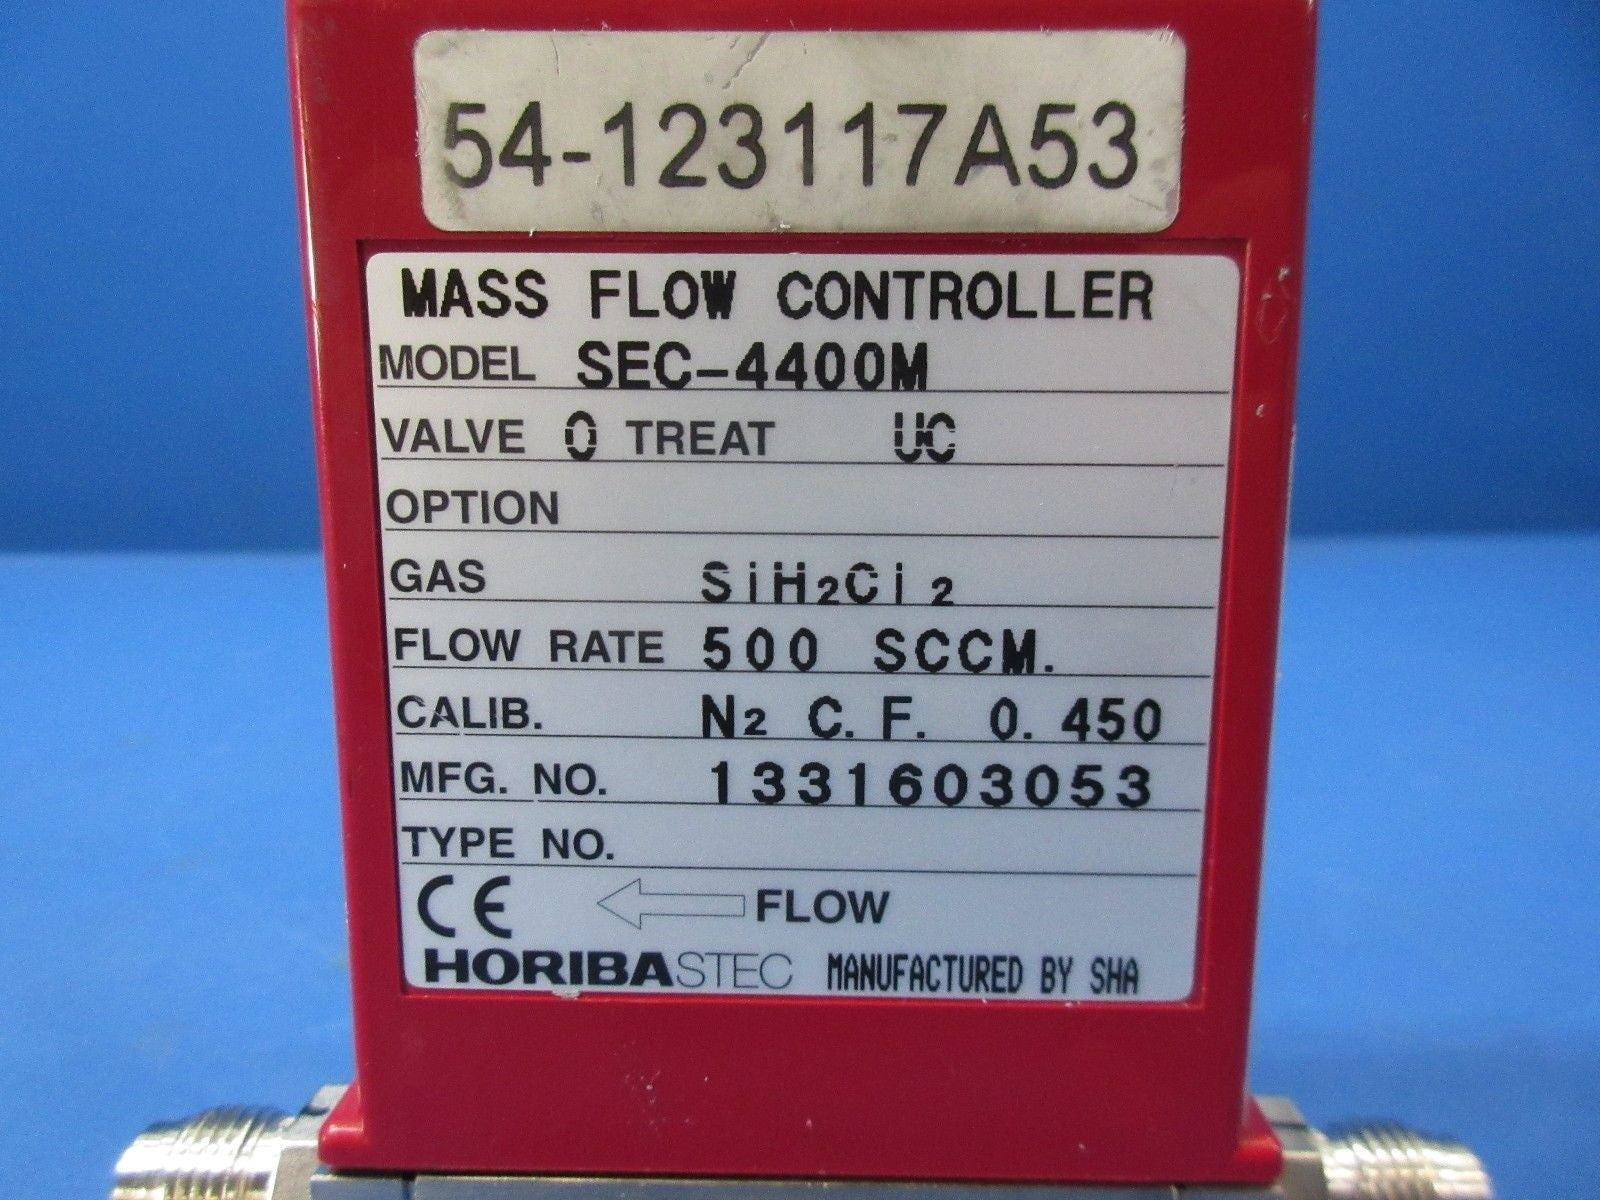 54-123117A53
MASS FLOW CONTROLLER
MODEL SEC-4400M
VALVE O TREAT UC
OPTION
GAS SiH₂Cl₂
FLOW RATE 500 SCCM.
CALIB. N₂ C.F. 0.450
MFG. NO. 1331603053
TYPE NO.
CE FLOW
HORIBASTEC MANUFACTURED BY SHA